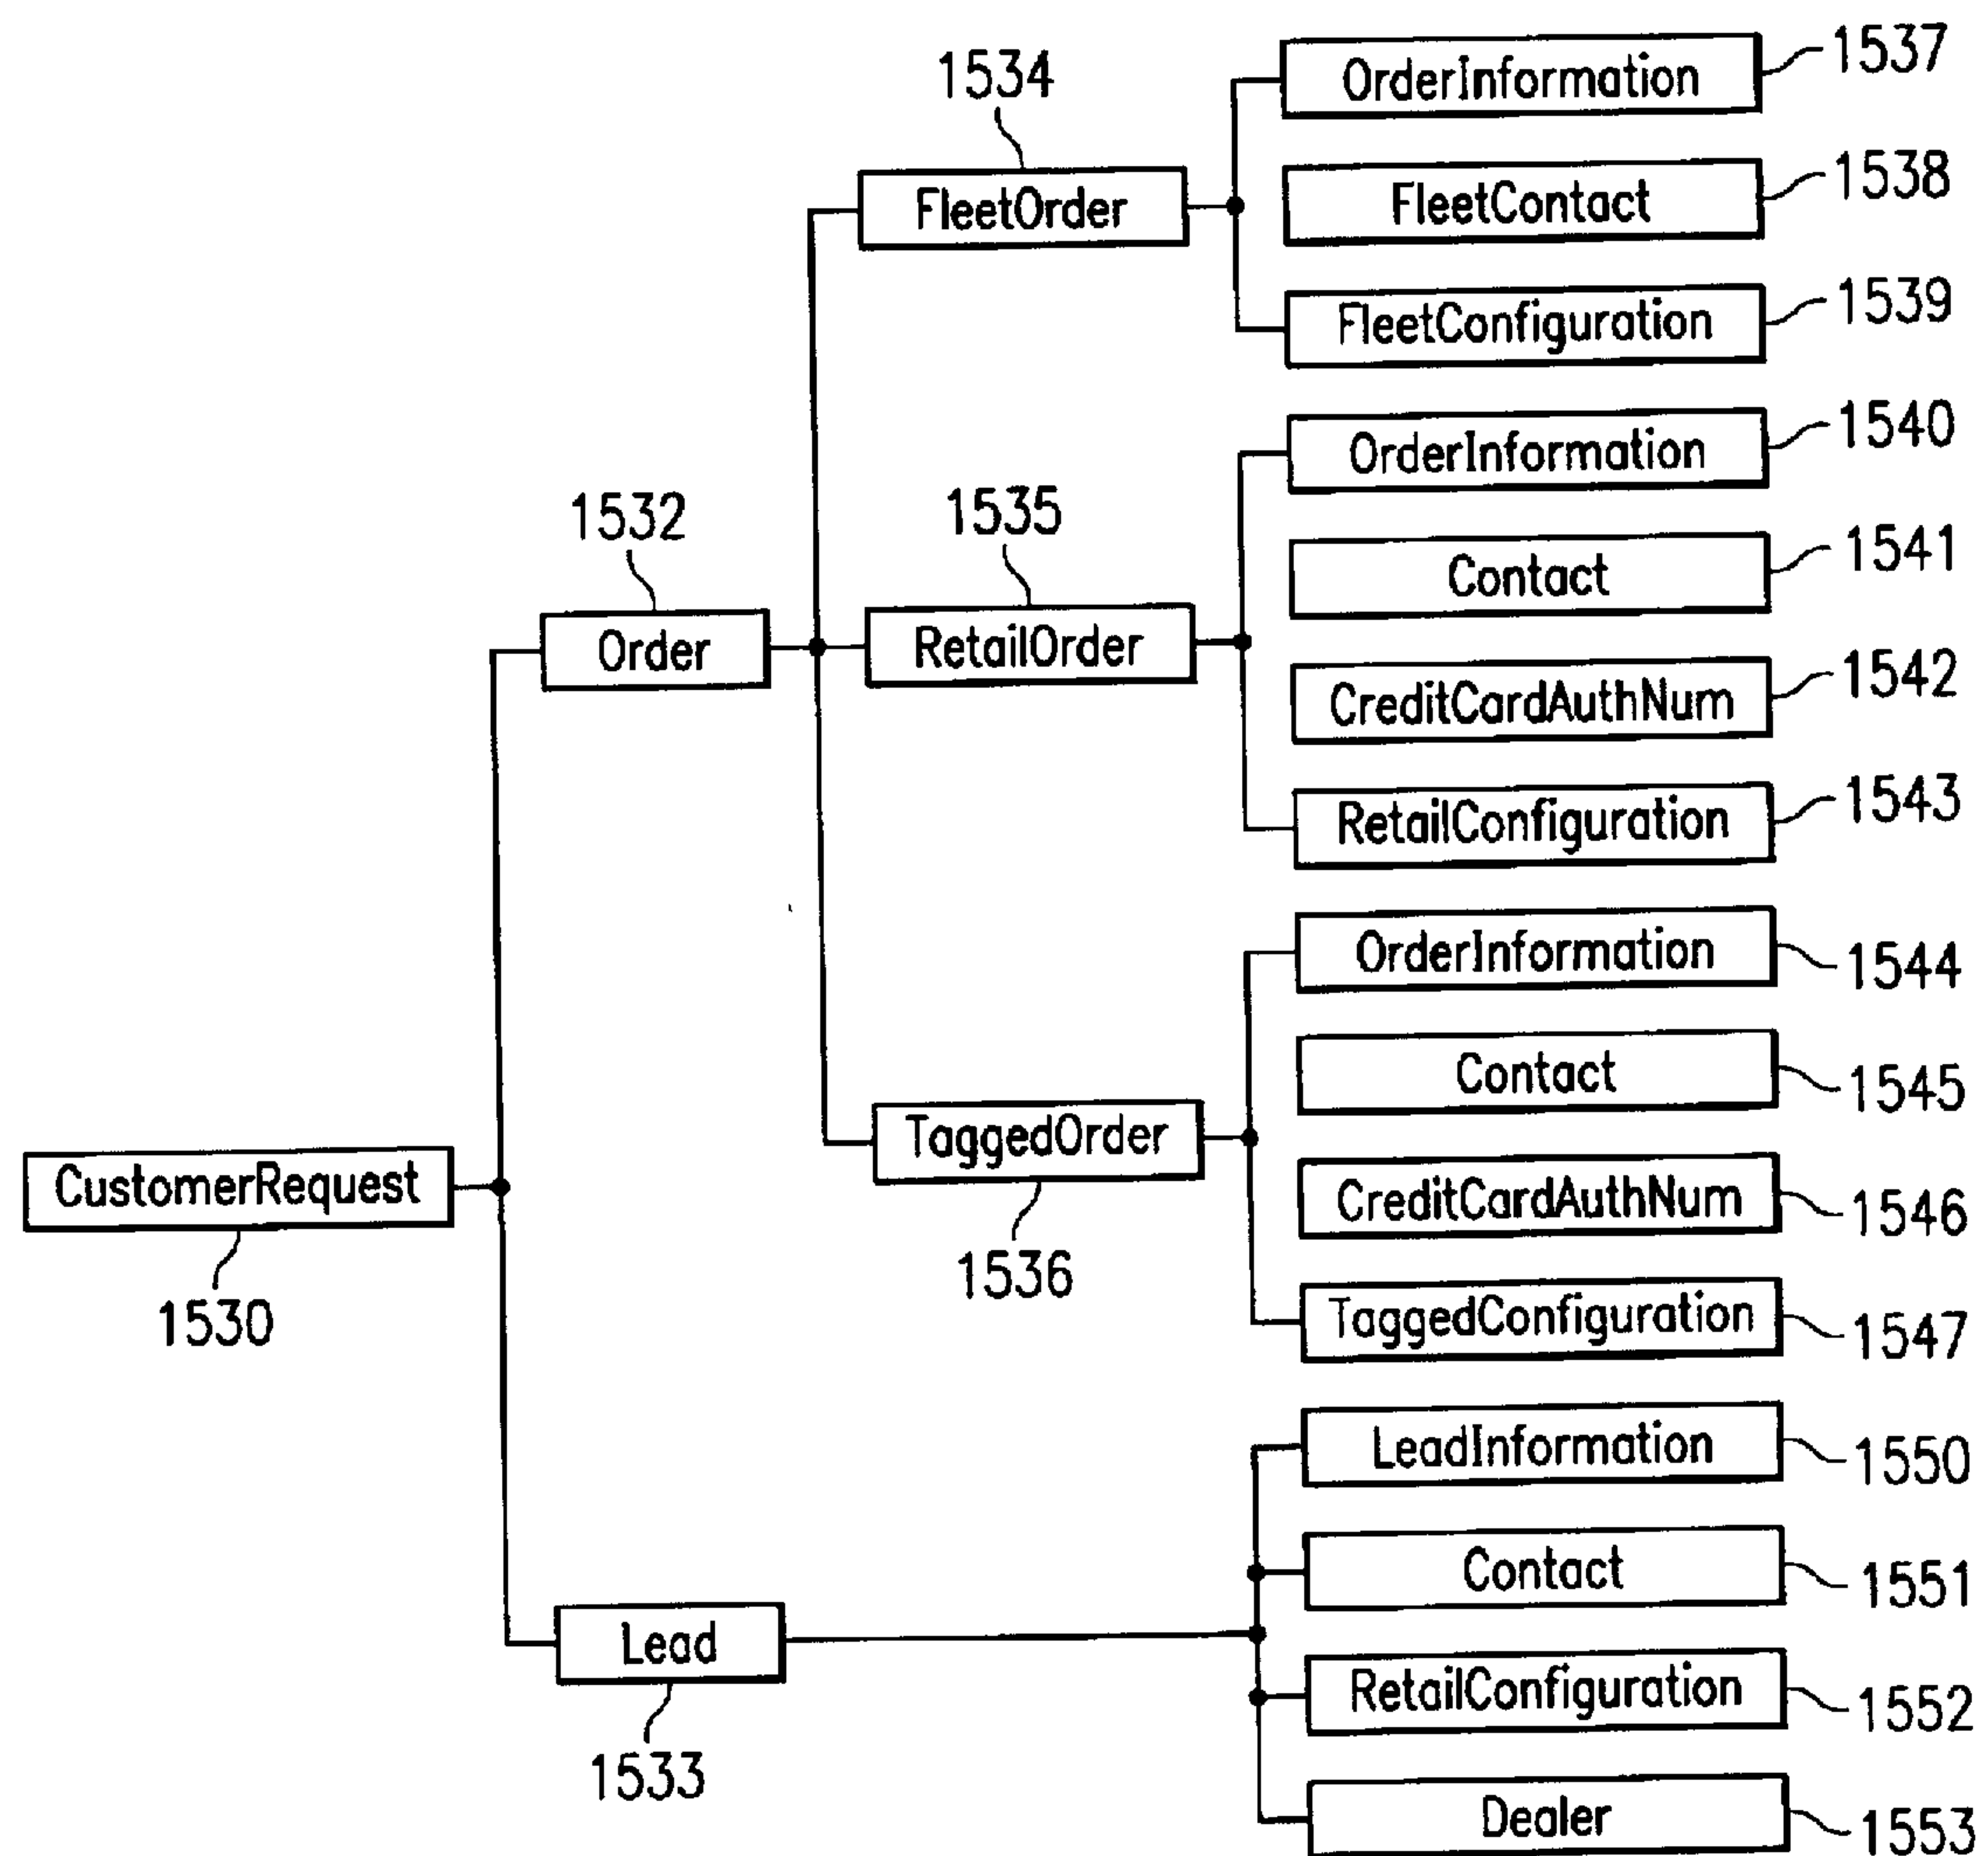 1534
OrderInformation
1537
FleetContact
1538
FleetOrder
FleetConfiguration
1539
1532
1535
OrderInformation
1540
Contact
1541
Order
RetailOrder
CreditCardAuthNum
1542
RetailConfiguration
1543
OrderInformation
1544
Contact
1545
TaggedOrder
1536
CreditCardAuthNum
1546
TaggedConfiguration
1547
CustomerRequest
1530
LeadInformation
1550
Contact
1551
Lead
1533
RetailConfiguration
1552
Dealer
1553